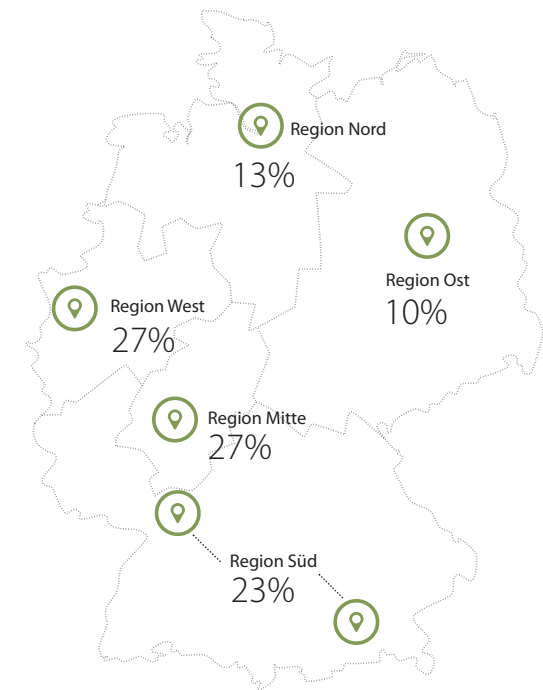 Region Nord
13%
Region Ost
10%
Region West
27%
Region Mitte
27%
Region Süd
23%